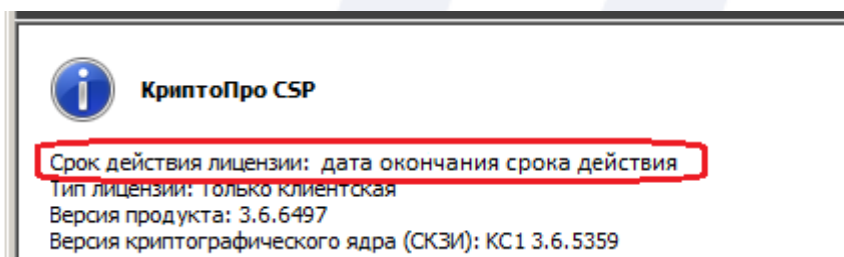 КриптоПро CSP
Срок действия лицензии: дата окончания срока действия
Тип лицензии: Только клиентская
Версия продукта: 3.6.6497
Версия криптографического ядра (СКЗИ): КС1 3.6.5359